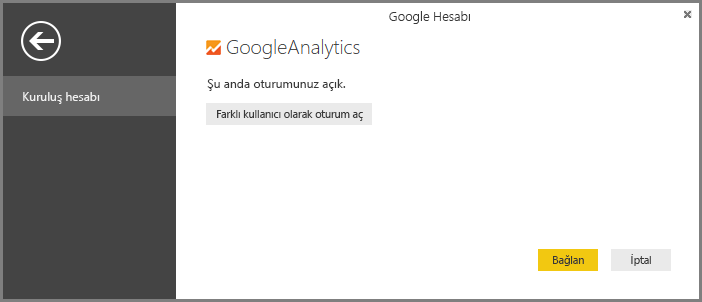 Google Hesabı
GoogleAnalytics
Şu anda oturumunuz açık.
Kuruluş hesabı
Farklı kullanıcı olarak oturum aç
Bağlan
İptal